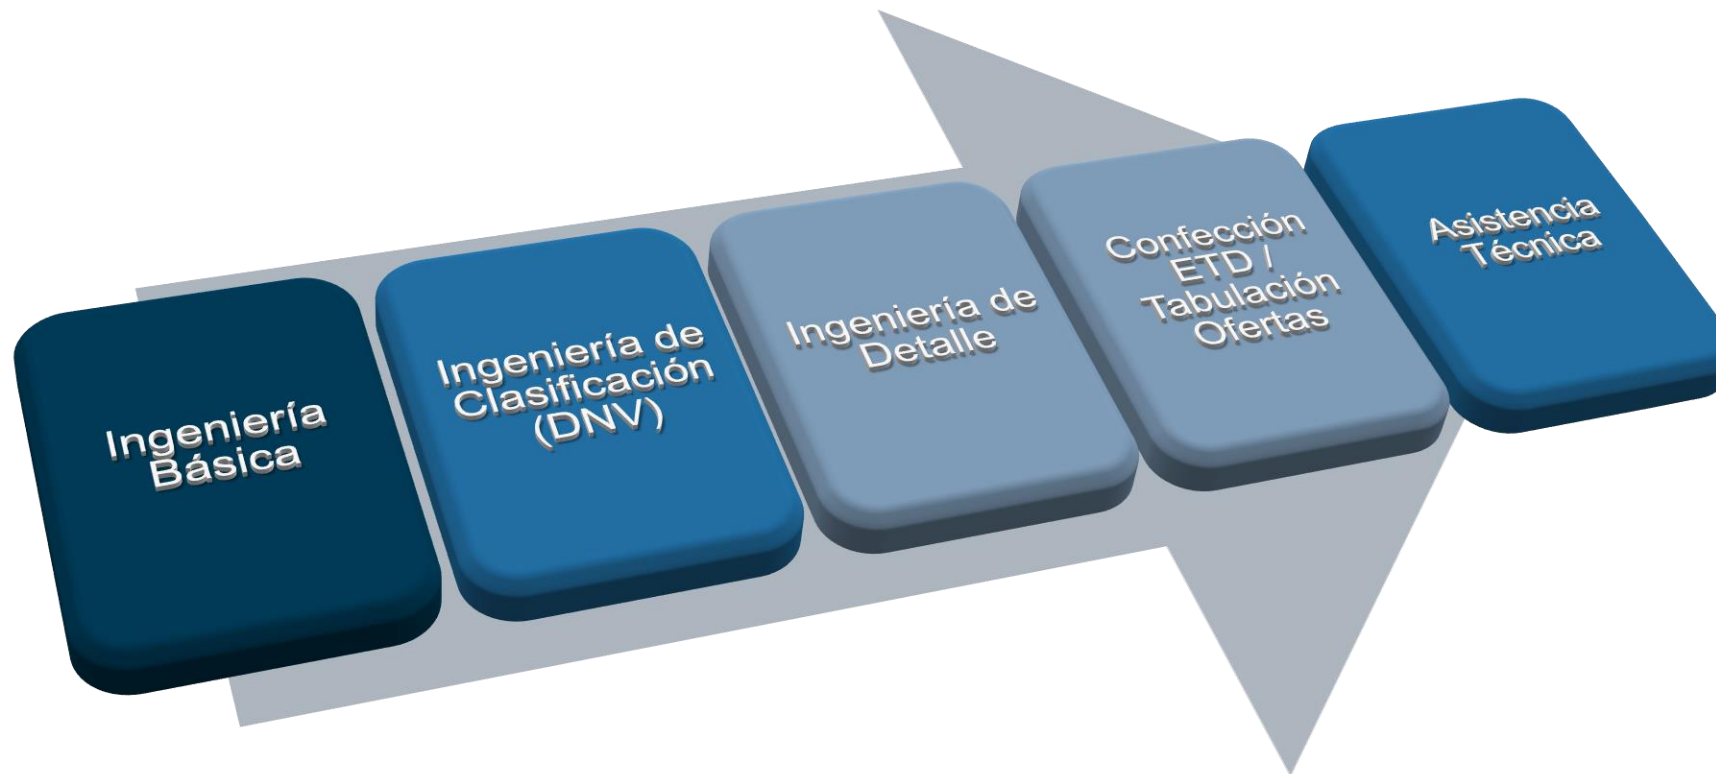 Ingeniería
Básica
Ingeniería de
Clasificación
(DNV)
Ingeniería de
Detalle
Confección
ETD /
Tabulación
Ofertas
Asistencia
Técnica